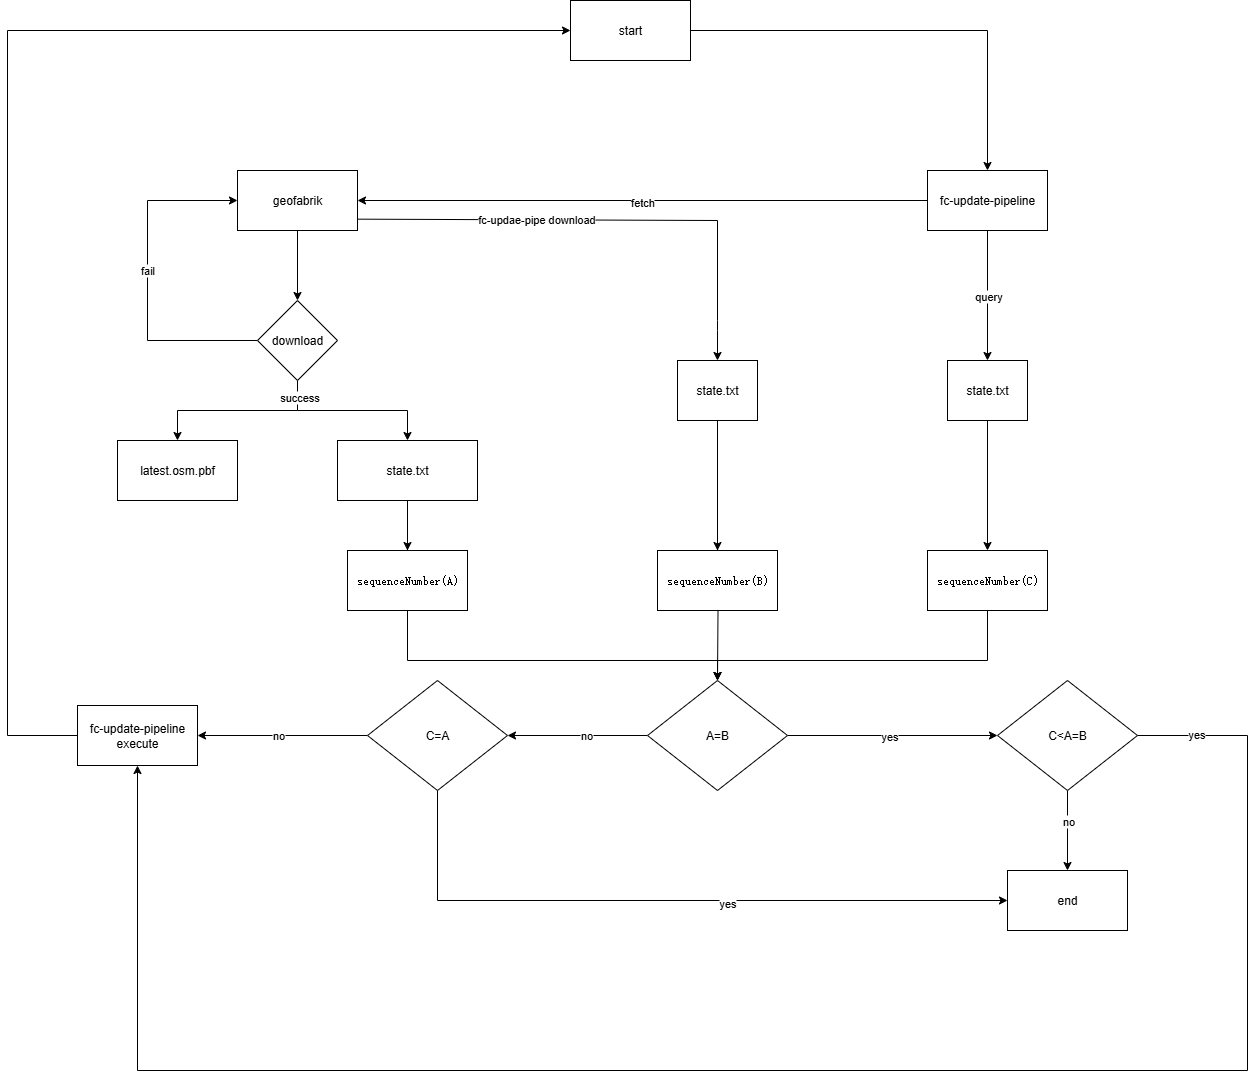 start
geofabrik
fetch
fc-update-pipeline
fc-updae-pipe download
fail
query
download
state.txt
state.txt
success
latest.osm.pbf
state.txt
sequenceNumber(A)
sequenceNumber(B)
sequenceNumber(C)
fc-update-pipeline
execute
no
C=A
no
A=B
yes
C<A=B
yes
no
yes
end